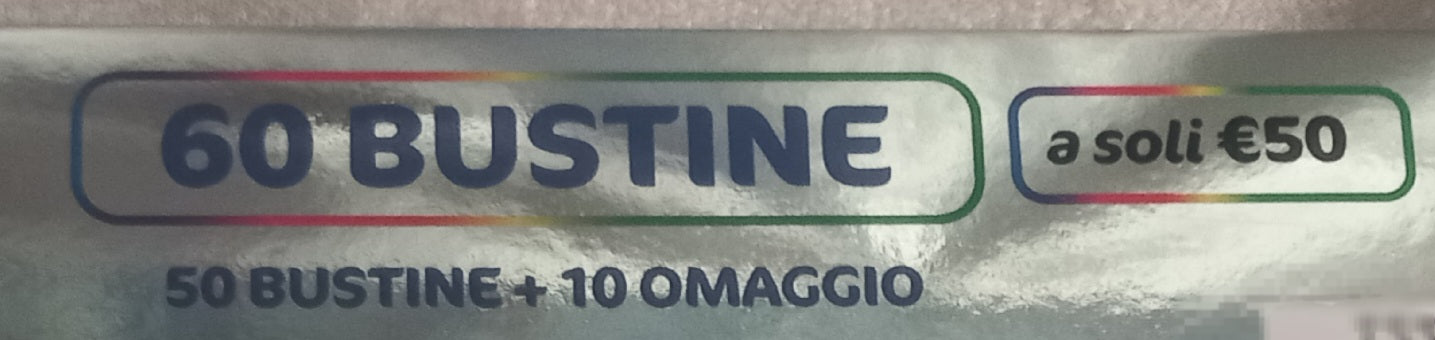 60 BUSTINE
a soli €50
50 BUSTINE + 10 OMAGGIO